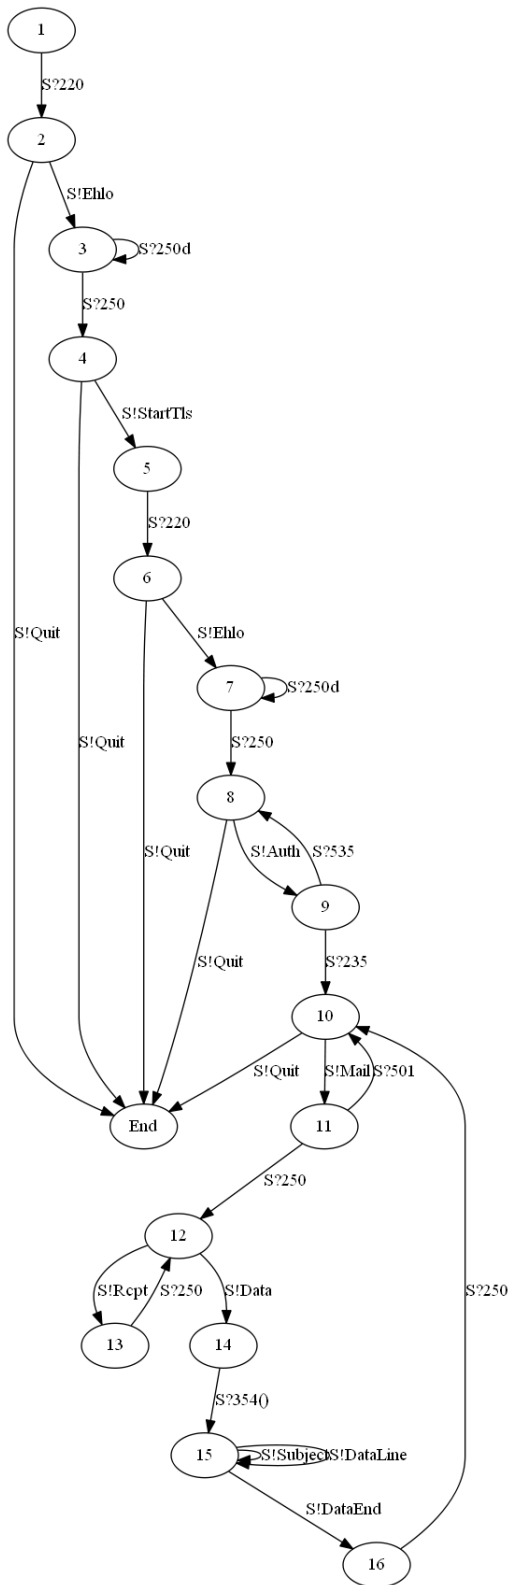 1
S?220
2
S!Ehlo
3
S?250d
S?250
4
S!StartTls
5
S?220
6
S!Quit
S!Ehlo
7
S?250d
S!Quit
S?250
8
S!Quit
S!Auth
S?535
9
S!Quit
S?235
10
S!Quit
S!Mail
S?501
End
11
S?250
12
S!Rcpt
S?250
S!Data
S?250
13
14
S?354()
15
S!Subject
S!DataLine
S!DataEnd
16